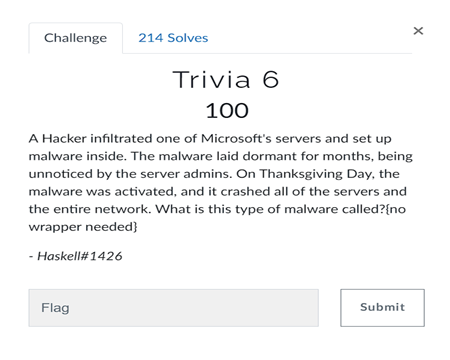 Challenge 214 Solves ×
Trivia 6
100
A Hacker infiltrated one of Microsoft's servers and set up
malware inside. The malware laid dormant for months, being
unnoticed by the server admins. On Thanksgiving Day, the
malware was activated, and it crashed all of the servers and
the entire network. What is this type of malware called?{no
wrapper needed}
- Haskell#1426
Flag Submit